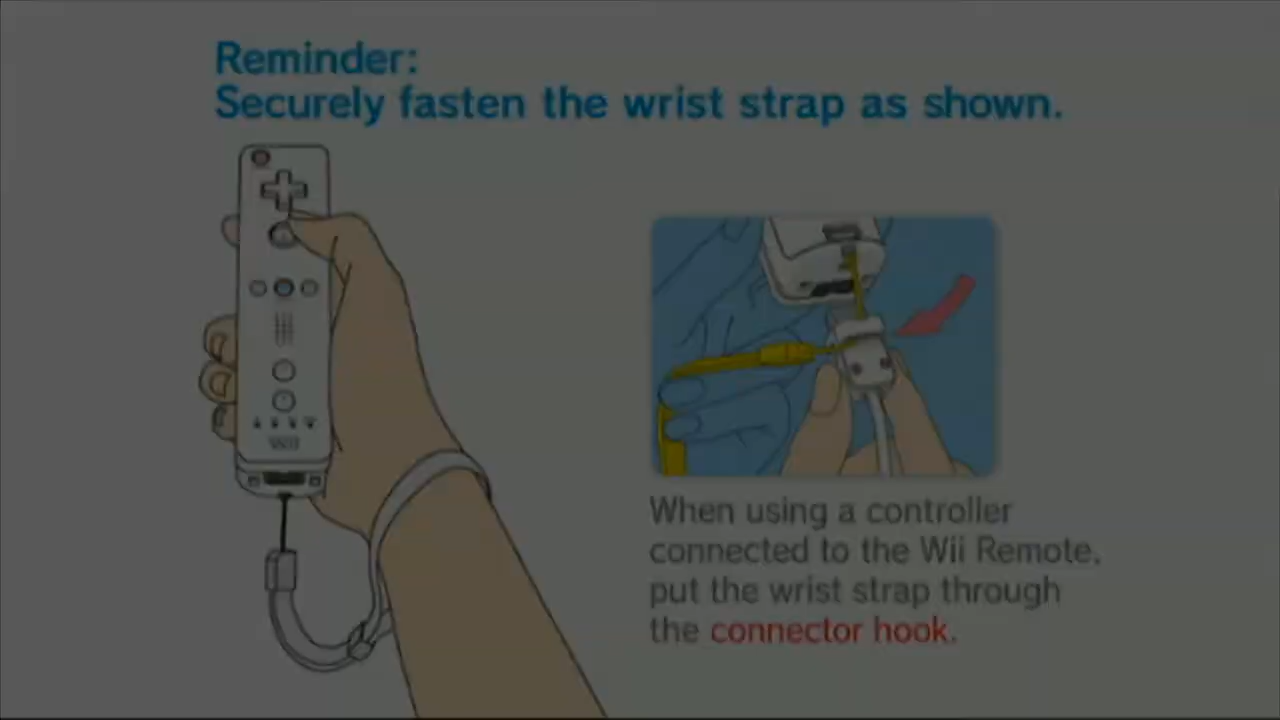 Reminder:
Securely fasten the wrist strap as shown.
Wii
When using a controller
connected to the Wii Remote,
put the wrist strap through
the connector hook.